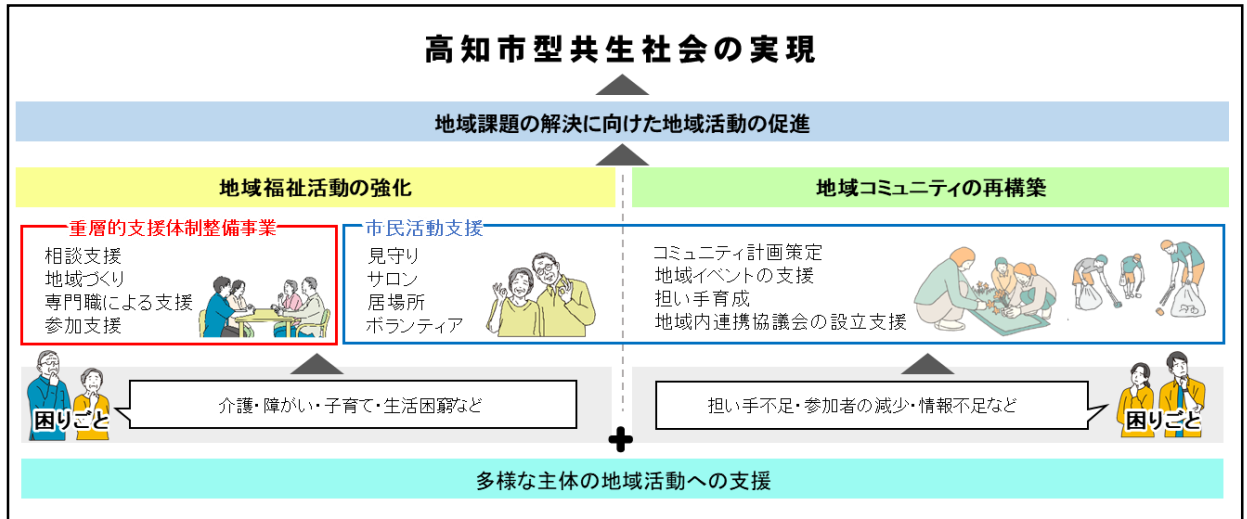 高知市型共生社会の実現
地域課題の解決に向けた地域活動の促進
地域福祉活動の強化
地域コミュニティの再構築
重層的支援体制整備事業
相談支援
地域づくり
専門職による支援
参加支援
市民活動支援
見守り
サロン
居場所
ボランティア
コミュニティ計画策定
地域イベントの支援
担い手育成
地域内連携協議会の設立支援
困りごと
介護・障がい・子育て・生活困窮など
担い手不足・参加者の減少・情報不足など
困りごと
+
多様な主体の地域活動への支援